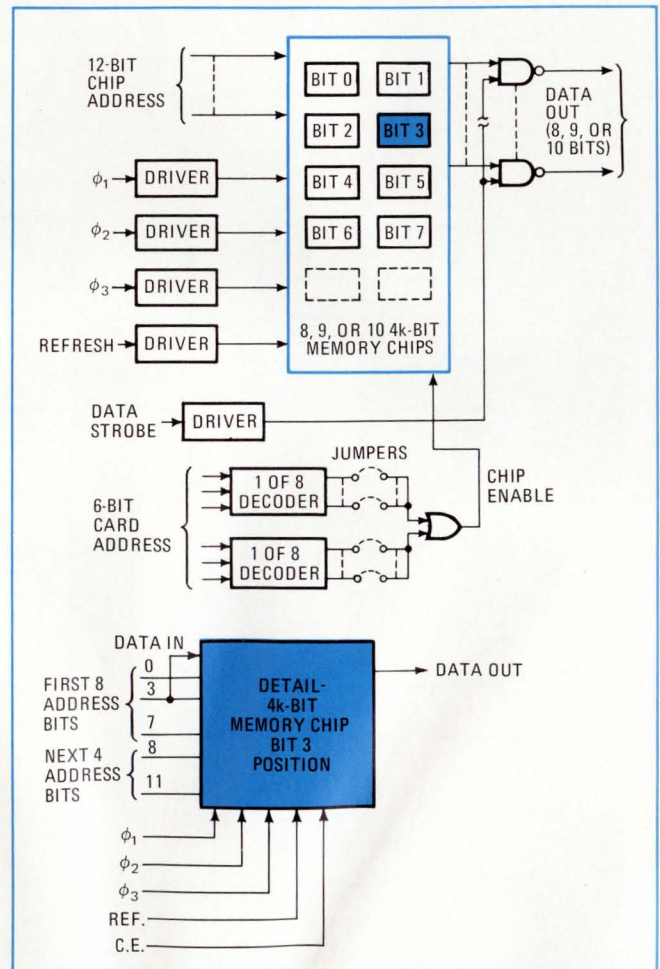 12-BIT
CHIP
ADDRESS
BIT 0
BIT 1
BIT 2
BIT 3
BIT 4
BIT 5
BIT 6
BIT 7
8, 9, OR 10 4k-BIT
MEMORY CHIPS
DATA
OUT
(8, 9, OR
10 BITS)
ϕ1
DRIVER
ϕ2
DRIVER
ϕ3
DRIVER
REFRESH
DRIVER
DATA
STROBE
DRIVER
JUMPERS
CHIP
ENABLE
6-BIT
CARD
ADDRESS
1 OF 8
DECODER
1 OF 8
DECODER
DATA IN
FIRST 8
ADDRESS
BITS
0
3
7
NEXT 4
ADDRESS
BITS
8
11
DETAIL-
4k-BIT
MEMORY CHIP
BIT 3
POSITION
DATA OUT
ϕ1
ϕ2
ϕ3
REF.
C.E.